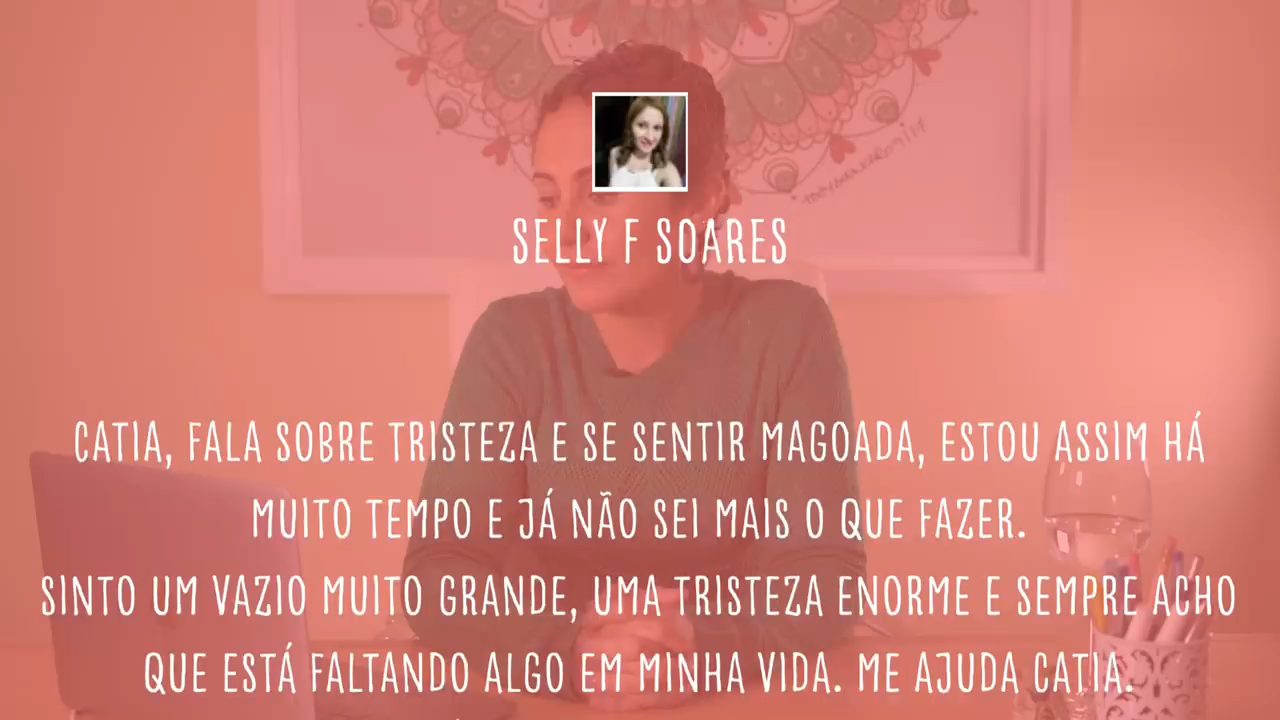 SELLY F SOARES
CATIA, FALA SOBRE TRISTEZA E SE SENTIR MAGOADA, ESTOU ASSIM HÁ
MUITO TEMPO E JÁ NÃO SEI MAIS O QUE FAZER.
SINTO UM VAZIO MUITO GRANDE, UMA TRISTEZA ENORME E SEMPRE ACHO
QUE ESTÁ FALTANDO ALGO EM MINHA VIDA. ME AJUDA CATIA.